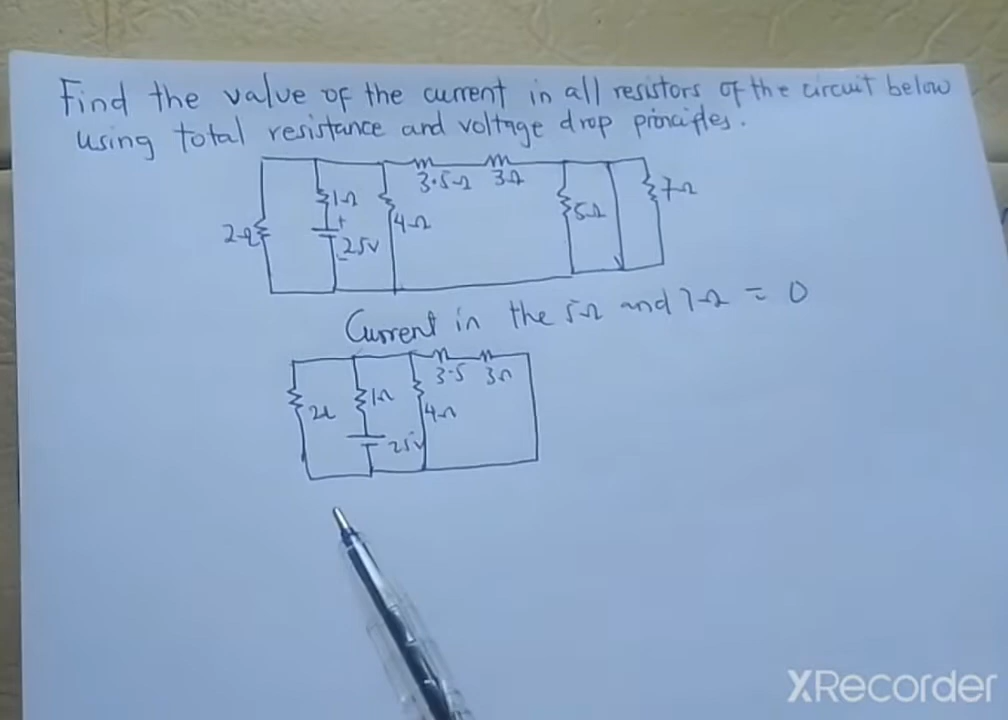 Find the value of the current in all resistors of the circuit below
using total resistance and voltage drop principles.
3.5Ω 3Ω
1Ω 7Ω
2Ω + 4Ω 5Ω
- 25V
Current in the 5Ω and 7Ω = 0
3.5 3Ω
2Ω 1Ω 4Ω
25V
XRecorder